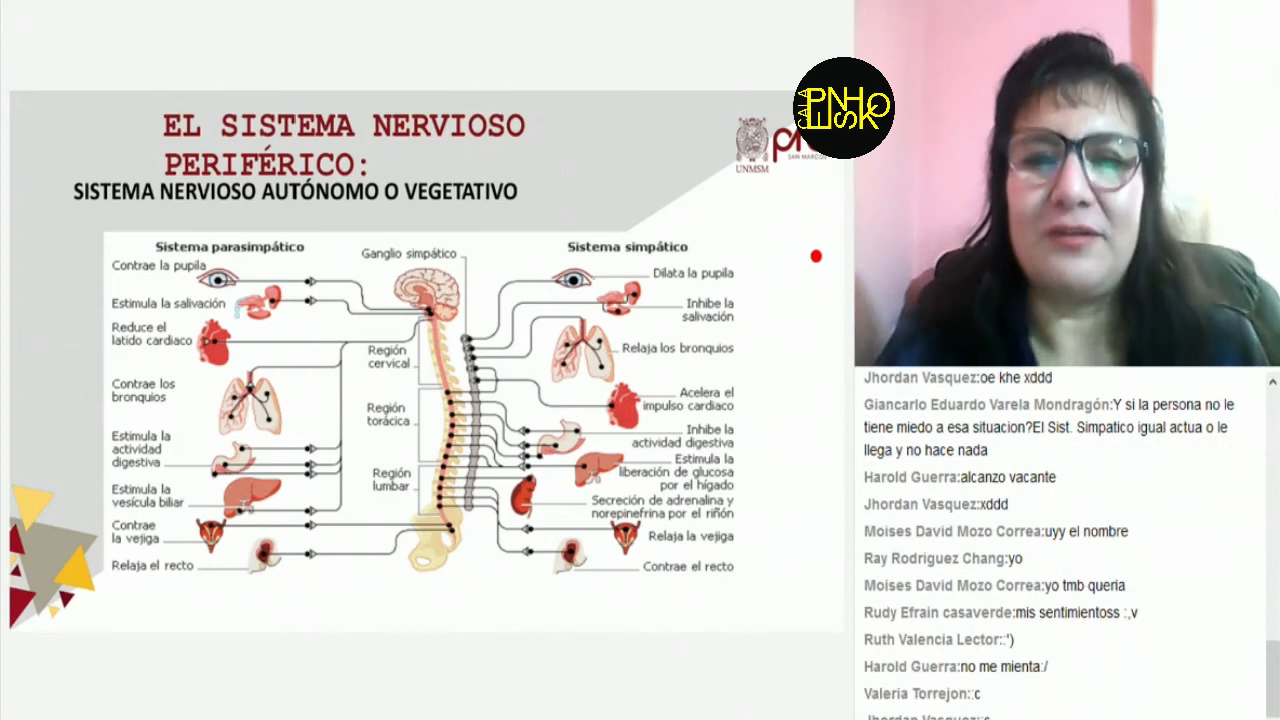 EL SISTEMA NERVIOSO
PERIFÉRICO:
SISTEMA NERVIOSO AUTÓNOMO O VEGETATIVO
UNMSM
SAN MARCOS
CALA
PENHSKO
Sistema parasimpático
Contrae la pupila
Estimula la salivación
Reduce el
latido cardiaco
Contrae los
bronquios
Estimula la
actividad
digestiva
Estimula la
vesícula biliar
Contrae
la vejiga
Relaja el recto
Ganglio simpático
Región
cervical
Región
torácica
Región
lumbar
Sistema simpático
Dilata la pupila
Inhibe la
salivación
Relaja los bronquios
Acelera el
impulso cardiaco
Inhibe la
actividad digestiva
Estimula la
liberación de glucosa
por el hígado
Secreción de adrenalina y
norepinefrina por el riñón
Relaja la vejiga
Contrae el recto
Jhordan Vasquez:oe khe xddd
Giancarlo Eduardo Varela Mondragón:Y si la persona no le
tiene miedo a esa situacion?El Sist. Simpatico igual actua o le
llega y no hace nada
Harold Guerra:alcanzo vacante
Jhordan Vasquez:xddd
Moises David Mozo Correa:uyy el nombre
Ray Rodriguez Chang:yo
Moises David Mozo Correa:yo tmb queria
Rudy Efrain casaverde:mis sentimientoss :,v
Ruth Valencia Lector::')
Harold Guerra:no me mienta:/
Valeria Torrejon::c
Jhordan Vasquez: